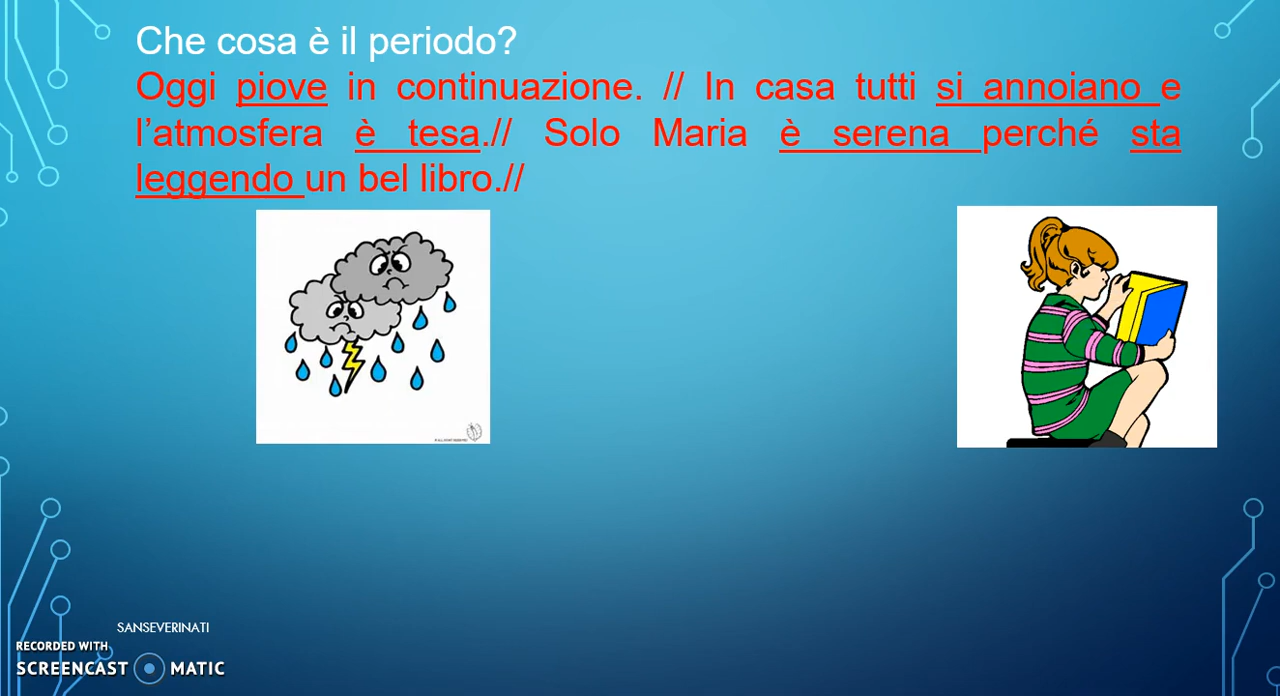 Che cosa è il periodo?
Oggi piove in continuazione. // In casa tutti si annoiano e
l’atmosfera è tesa.// Solo Maria è serena perché sta
leggendo un bel libro.//
SANSEVERINATI
RECORDED WITH
SCREENCAST MATIC